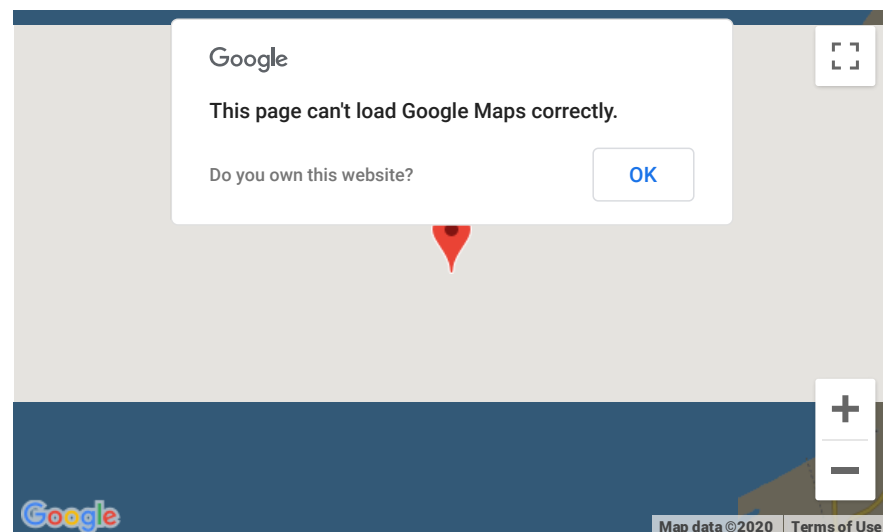 Google
This page can't load Google Maps correctly.
Do you own this website?
OK
Google
Map data ©2020
Terms of Use